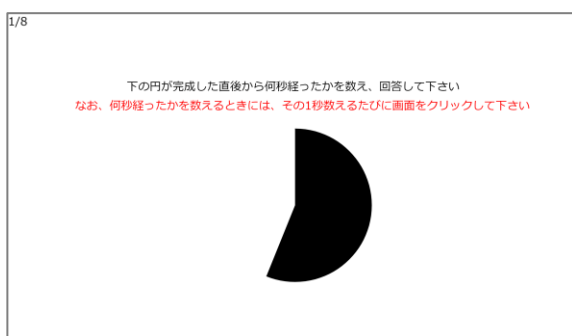 1/8
下の円が完成した直後から何秒経ったかを数え、回答して下さい
なお、何秒経ったかを数えるときには、その1秒数えるたびに画面をクリックして下さい